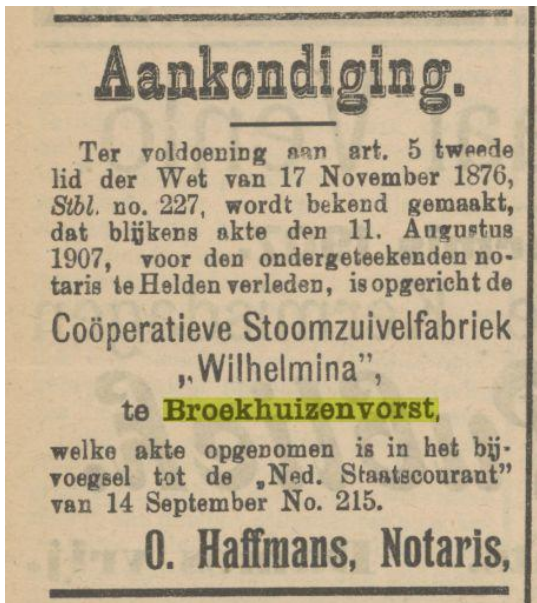 Aankondiging.
Ter voldoening aan art. 5 tweede
lid der Wet van 17 November 1876,
Stbl. no. 227, wordt bekend gemaakt,
dat blijkens akte den 11. Augustus
1907, voor den ondergeteekenden no-
taris te Helden verleden, is opgericht de
Coöperatieve Stoomzuivelfabriek
„Wilhelmina”,
te Broekhuizenvorst,
welke akte opgenomen is in het bij-
voegsel tot de „Ned. Staatscourant”
van 14 September No. 215.
O. Haffmans, Notaris,